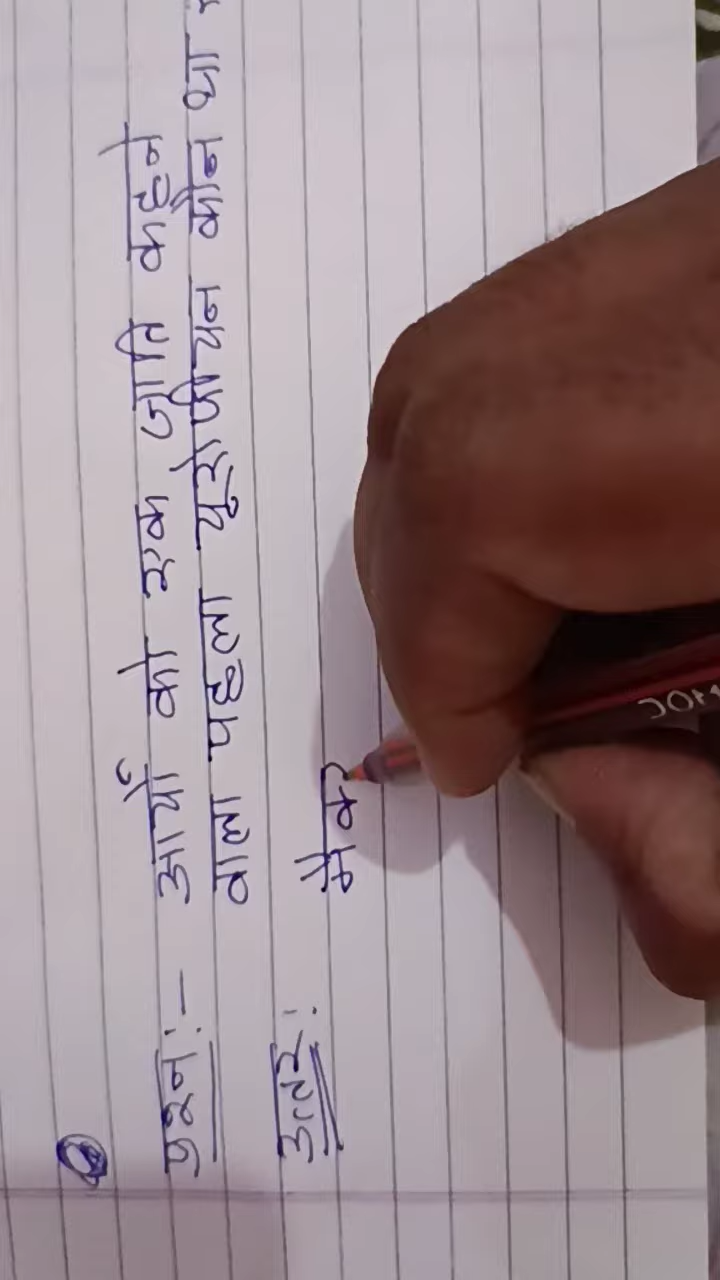 प्रश्न :- आर्यों को एक जाति कहने
वाला पहला यूरोपीयन कौन था
उत्तर : मैक